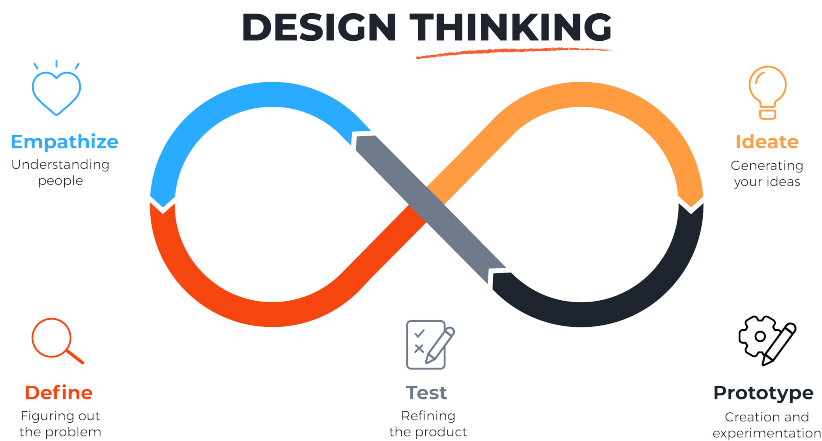 DESIGN THINKING
Empathize
Understanding
people
Ideate
Generating
your ideas
Define
Figuring out
the problem
Test
Refining
the product
Prototype
Creation and
experimentation